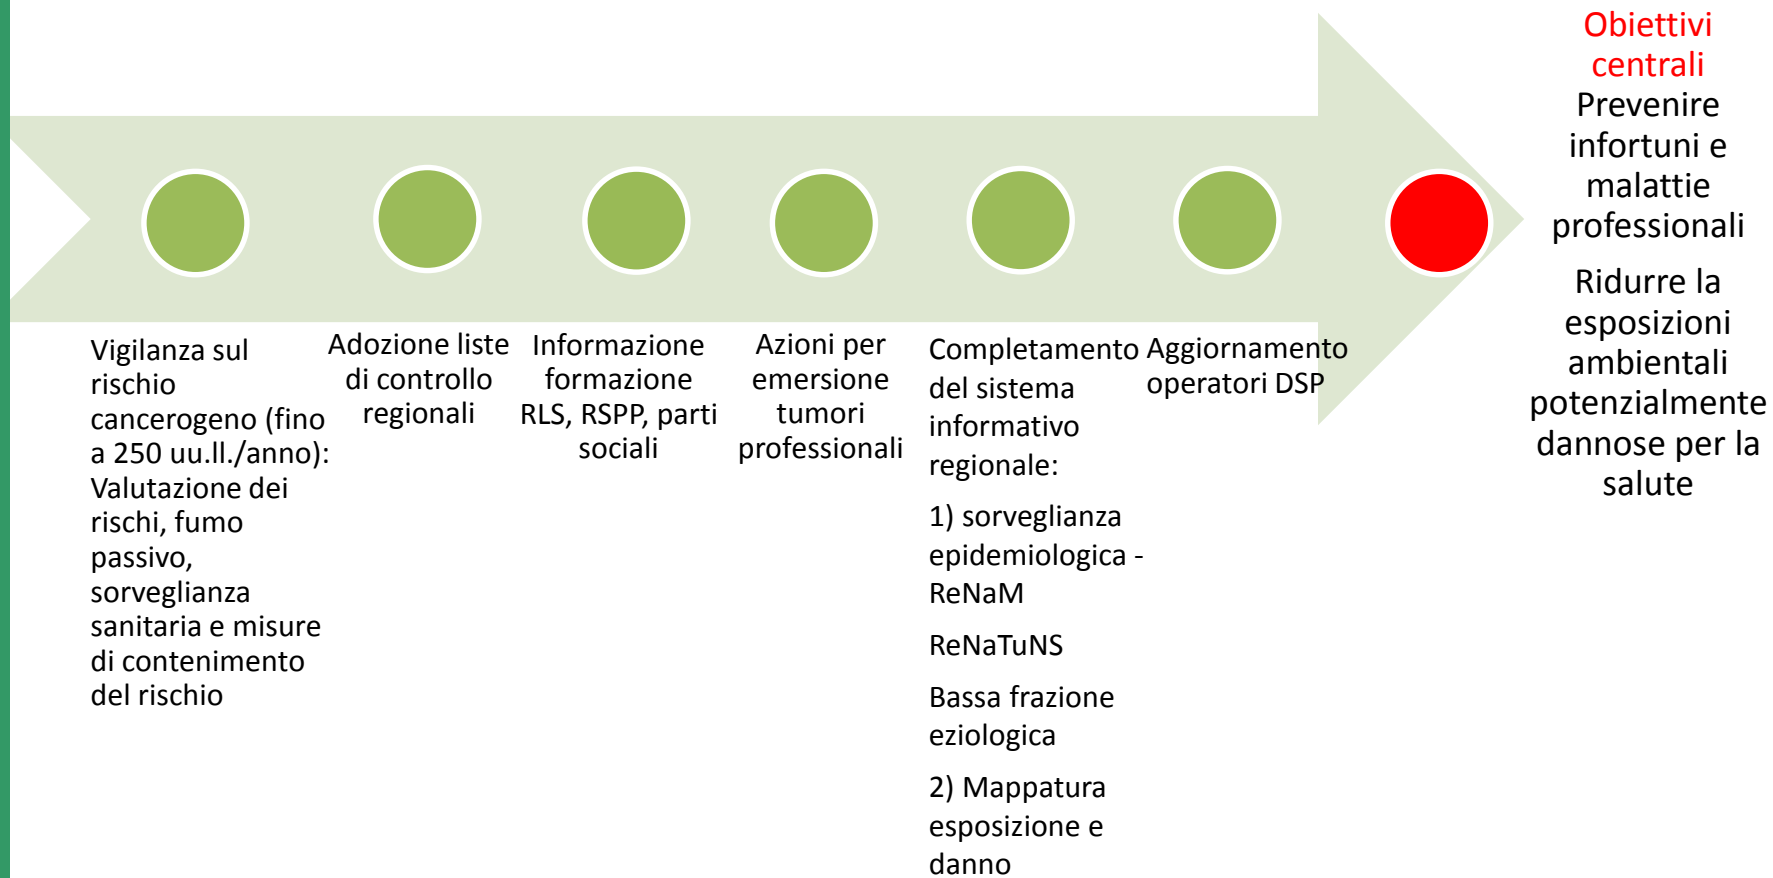 Vigilanza sul
rischio
cancerogeno (fino
a 250 uu.ll./anno):
Valutazione dei
rischi, fumo
passivo,
sorveglianza
sanitaria e misure
di contenimento
del rischio
Adozione liste
di controllo
regionali
Informazione
formazione
RLS, RSPP, parti
sociali
Azioni per
emersione
tumori
professionali
Completamento
del sistema
informativo
regionale:
1) sorveglianza
epidemiologica -
ReNaM
ReNaTuNS
Bassa frazione
eziologica
2) Mappatura
esposizione e
danno
Aggiornamento
operatori DSP
Obiettivi
centrali
Prevenire
infortuni e
malattie
professionali
Ridurre la
esposizioni
ambientali
potenzialmente
dannose per la
salute